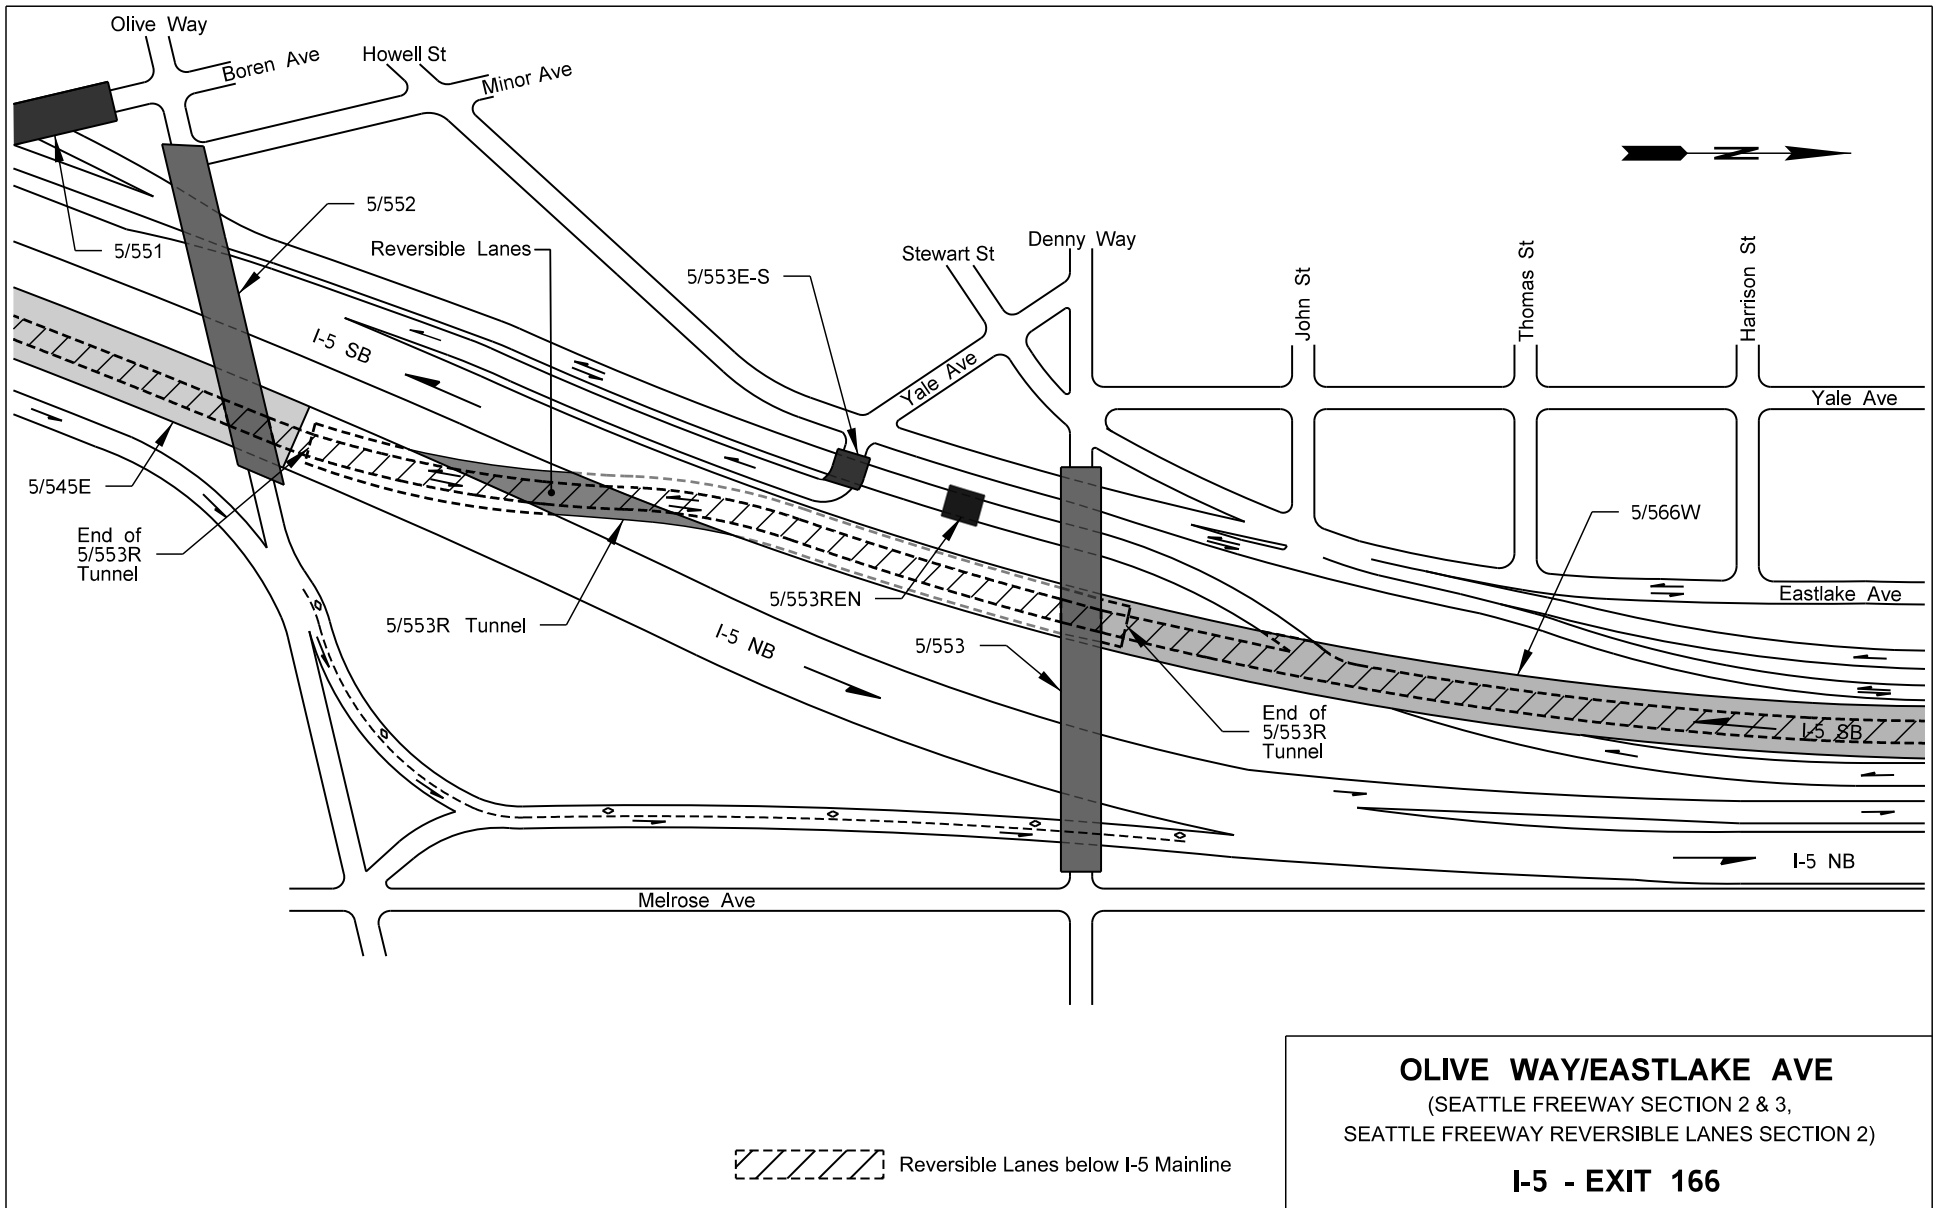 Olive Way
Boren Ave
Howell St
Minor Ave
N
5/552
5/551
Reversible Lanes
5/553E-S
Stewart St
Denny Way
John St
Thomas St
Harrison St
I-5 SB
Yale Ave
Yale Ave
5/545E
End of
5/553R
Tunnel
5/566W
5/553REN
Eastlake Ave
5/553R Tunnel
I-5 NB
5/553
End of
5/553R
Tunnel
I-5 SB
I-5 NB
Melrose Ave
Reversible Lanes below I-5 Mainline
OLIVE WAY/EASTLAKE AVE
(SEATTLE FREEWAY SECTION 2 & 3,
SEATTLE FREEWAY REVERSIBLE LANES SECTION 2)
I-5 - EXIT 166